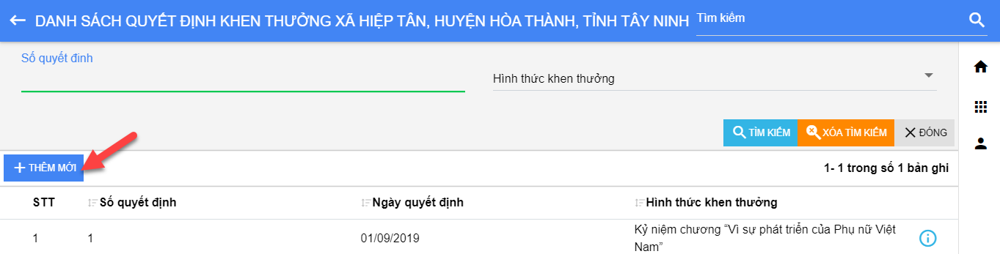 DANH SÁCH QUYẾT ĐỊNH KHEN THƯỞNG XÃ HIỆP TÂN, HUYỆN HÒA THÀNH, TỈNH TÂY NINH Tìm kiếm
Số quyết đinh
Hình thức khen thưởng
TÌM KIẾM XÓA TÌM KIẾM ĐÓNG
THÊM MỚI 1- 1 trong số 1 bản ghi
STT Số quyết định Ngày quyết định Hình thức khen thưởng
1 1 01/09/2019 Kỷ niệm chương “Vì sự phát triển của Phụ nữ Việt
Nam”